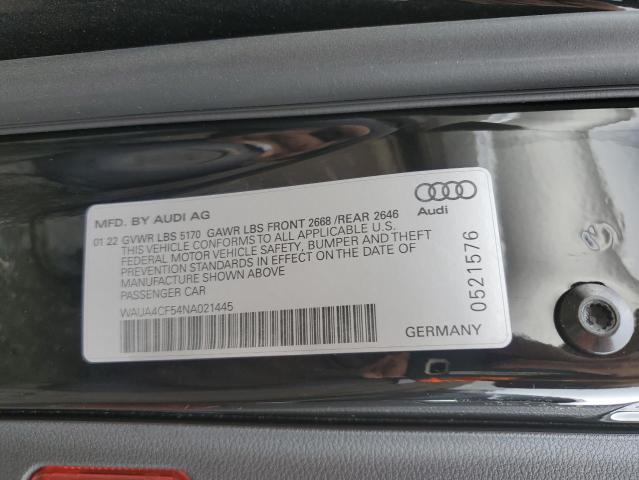 MFD. BY AUDI AG
Audi
01 22 GVWR LBS 5170 GAWR LBS FRONT 2668 /REAR 2646
THIS VEHICLE CONFORMS TO ALL APPLICABLE U.S.
FEDERAL MOTOR VEHICLE SAFETY, BUMPER AND THEFT
PREVENTION STANDARDS IN EFFECT ON THE DATE OF
MANUFACTURE SHOWN ABOVE
PASSENGER CAR
WAUA4CF54NA021445
GERMANY
0521576